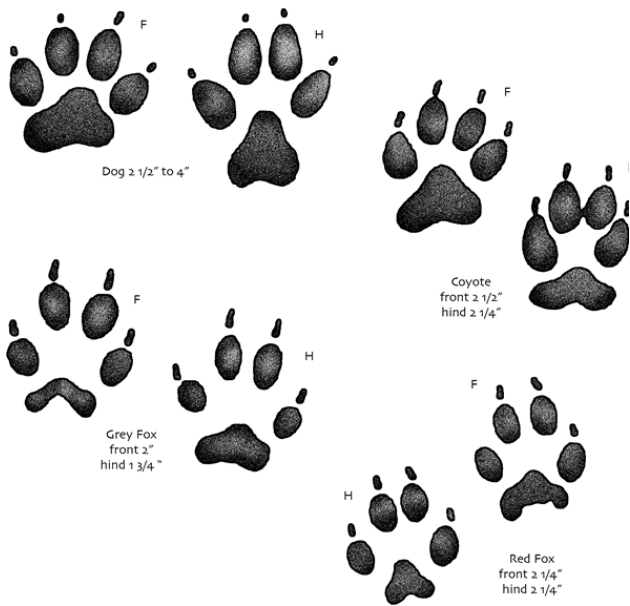 F
H
Dog 2 1/2" to 4"
F
Coyote
front 2 1/2"
hind 2 1/4"
F
H
Grey Fox
front 2"
hind 1 3/4 "
F
H
Red Fox
front 2 1/4"
hind 2 1/4"